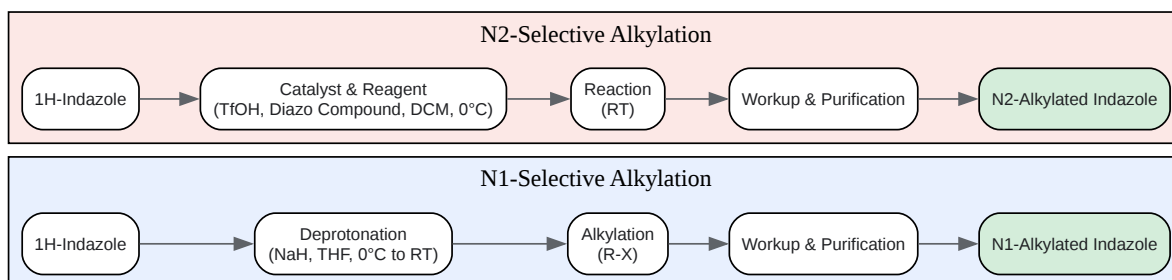 N2-Selective Alkylation
1H-Indazole
Catalyst & Reagent
(TfOH, Diazo Compound, DCM, 0°C)
Reaction
(RT)
Workup & Purification
N2-Alkylated Indazole
N1-Selective Alkylation
1H-Indazole
Deprotonation
(NaH, THF, 0°C to RT)
Alkylation
(R-X)
Workup & Purification
N1-Alkylated Indazole